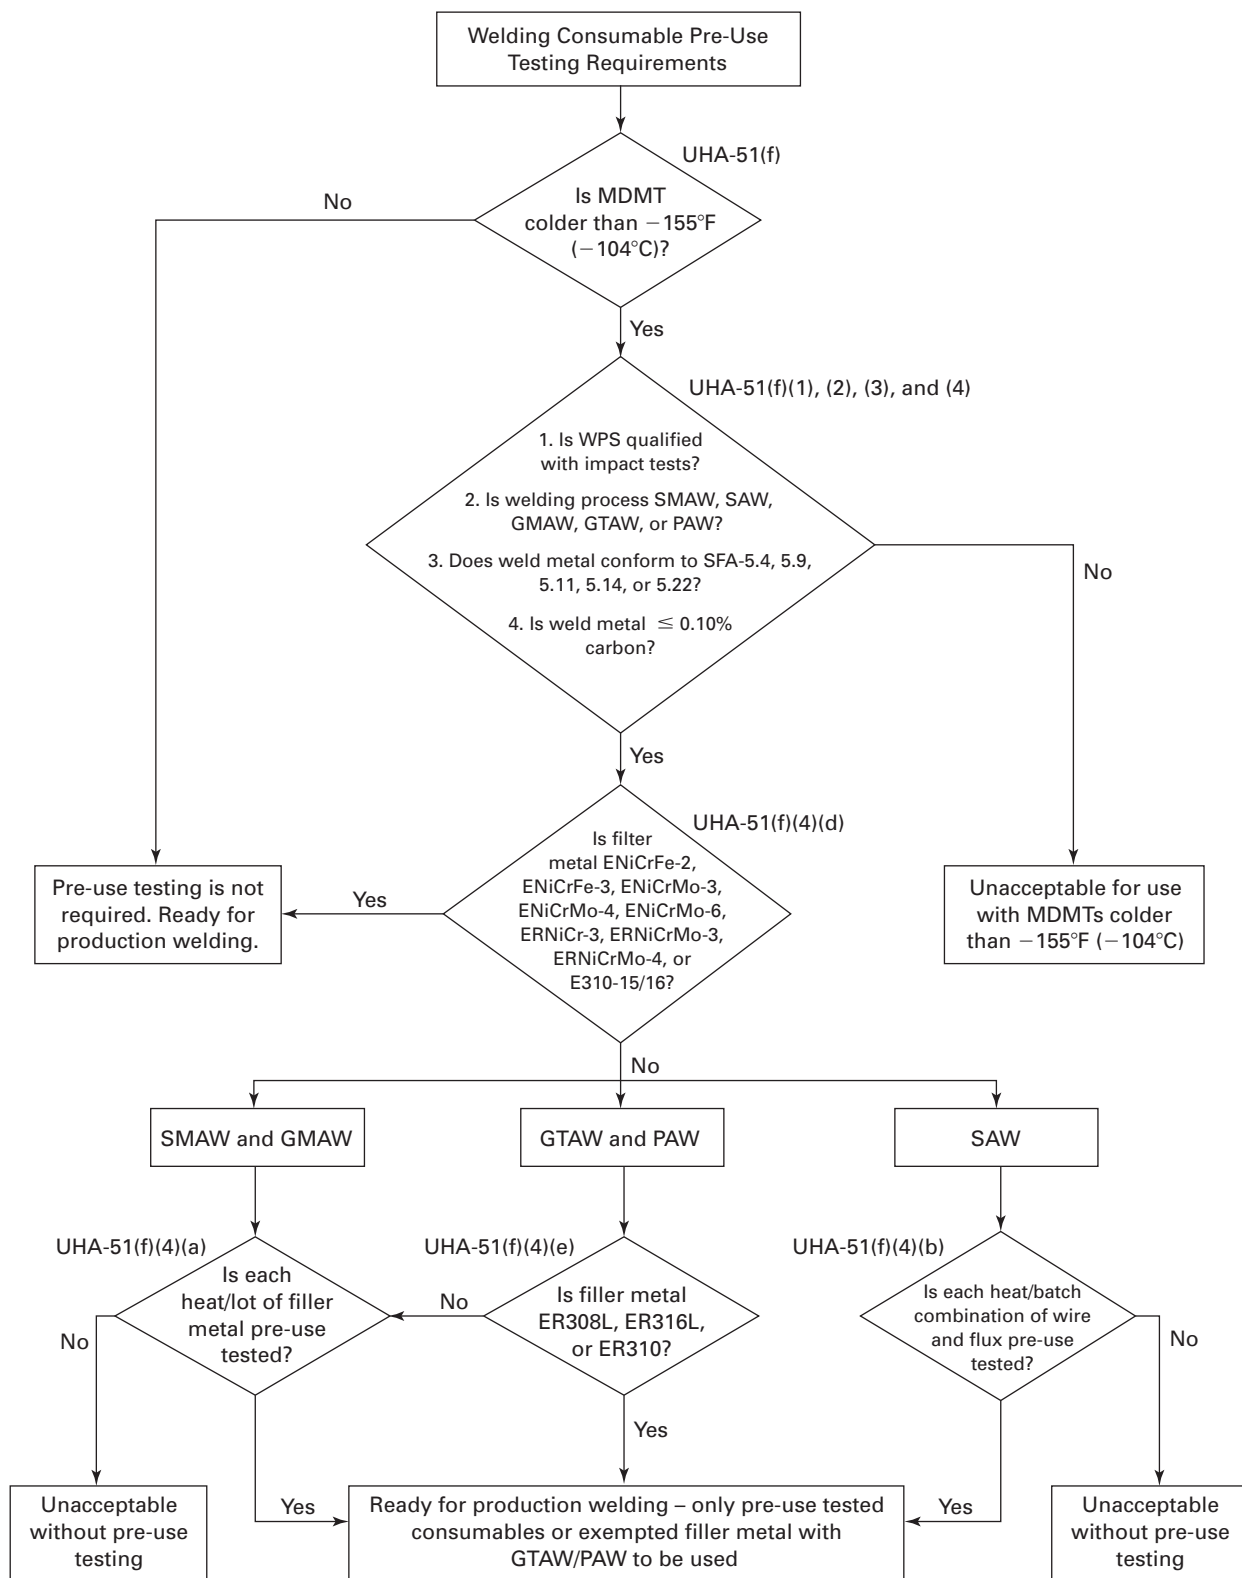 Welding Consumable Pre-Use
Testing Requirements
UHA-51(f)
Is MDMT
colder than −155°F
(−104°C)?
No
Yes
UHA-51(f)(1), (2), (3), and (4)
1. Is WPS qualified
with impact tests?
2. Is welding process SMAW, SAW,
GMAW, GTAW, or PAW?
3. Does weld metal conform to SFA-5.4, 5.9,
5.11, 5.14, or 5.22?
4. Is weld metal ≤ 0.10%
carbon?
No
Yes
UHA-51(f)(4)(d)
Is filter
metal ENiCrFe-2,
ENiCrFe-3, ENiCrMo-3,
ENiCrMo-4, ENiCrMo-6,
ERNiCr-3, ERNiCrMo-3,
ERNiCrMo-4, or
E310-15/16?
Yes
Pre-use testing is not
required. Ready for
production welding.
Unacceptable for use
with MDMTs colder
than −155°F (−104°C)
No
SMAW and GMAW
GTAW and PAW
SAW
UHA-51(f)(4)(a)
Is each
heat/lot of filler
metal pre-use
tested?
No
UHA-51(f)(4)(e)
Is filler metal
ER308L, ER316L,
or ER310?
No
UHA-51(f)(4)(b)
Is each heat/batch
combination of wire
and flux pre-use
tested?
No
Yes
Unacceptable
without pre-use
testing
Yes
Ready for production welding – only pre-use tested
consumables or exempted filler metal with
GTAW/PAW to be used
Yes
Unacceptable
without pre-use
testing